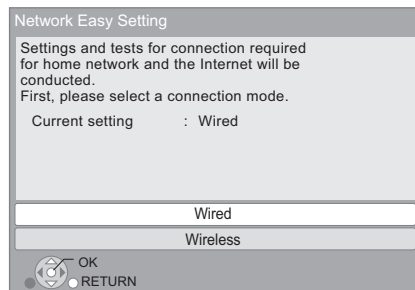 Network Easy Setting
Settings and tests for connection required
for home network and the Internet will be
conducted.
First, please select a connection mode.
Current setting : Wired
Wired
Wireless
OK
RETURN